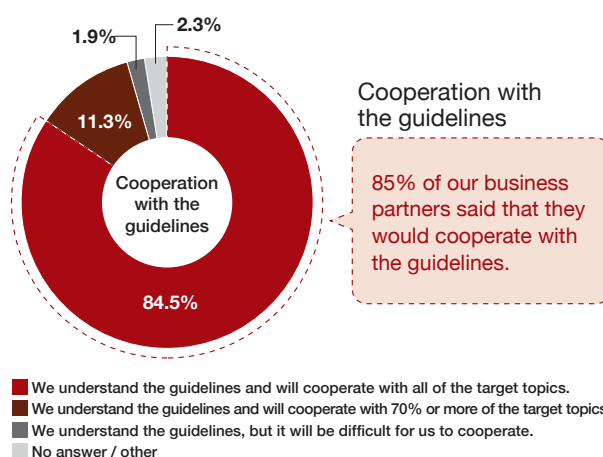 2.3%
1.9%
11.3%
Cooperation
with the
guidelines
84.5%
Cooperation with
the guidelines
85% of our business
partners said that they
would cooperate with
the guidelines.
We understand the guidelines and will cooperate with all of the target topics.
We understand the guidelines and will cooperate with 70% or more of the target topics
We understand the guidelines, but it will be difficult for us to cooperate.
No answer / other